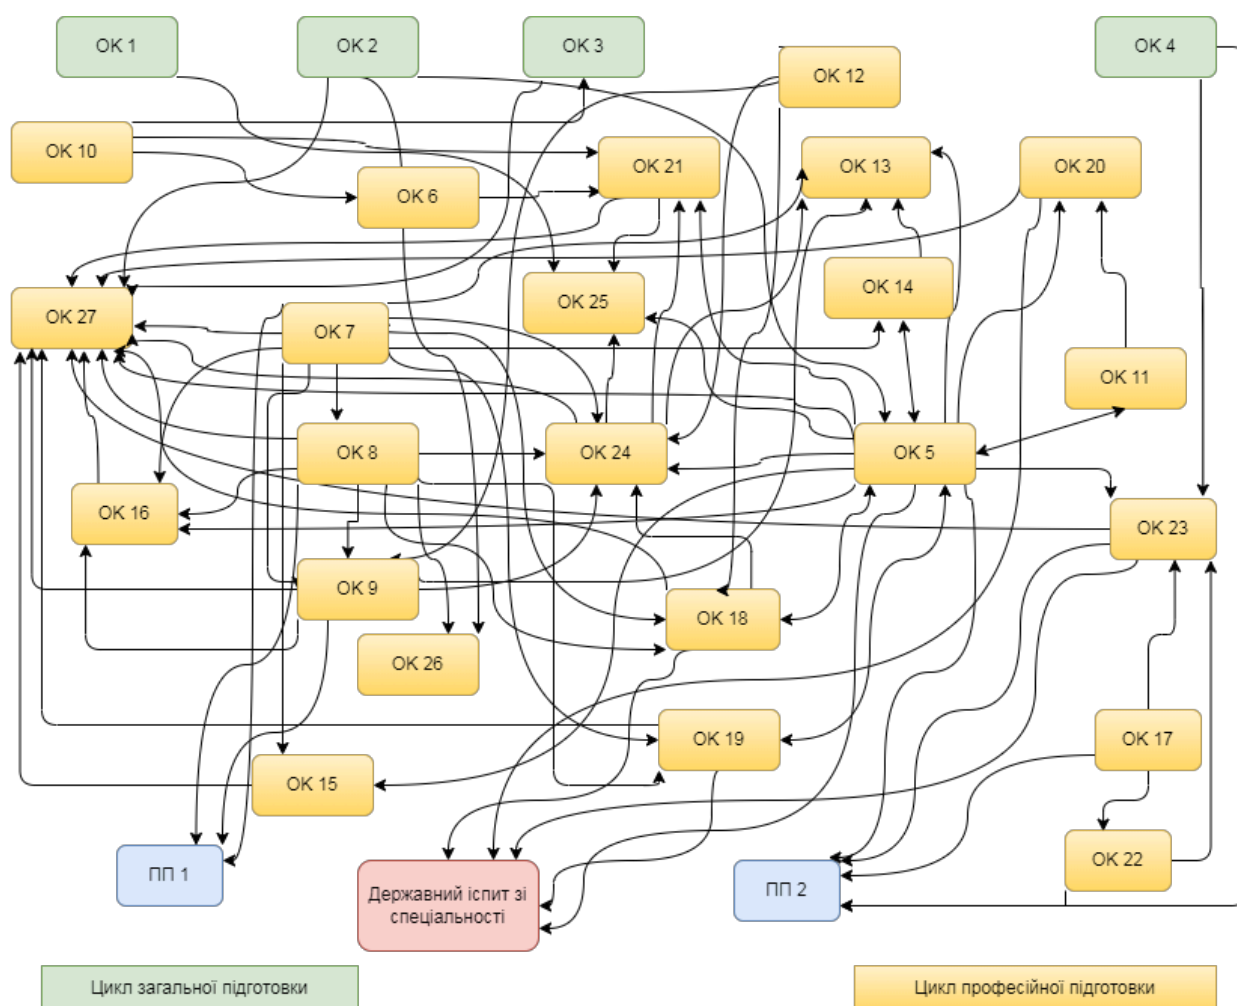 ОК 1
ОК 2
ОК 3
ОК 4
ОК 12
ОК 10
ОК 6
ОК 21
ОК 13
ОК 20
ОК 27
ОК 7
ОК 25
ОК 14
ОК 11
ОК 8
ОК 24
ОК 5
ОК 16
ОК 23
ОК 9
ОК 18
ОК 26
ОК 19
ОК 17
ОК 15
ОК 22
ПП 1
Державний іспит зі
спеціальності
ПП 2
Цикл загальної підготовки
Цикл професійної підготовки